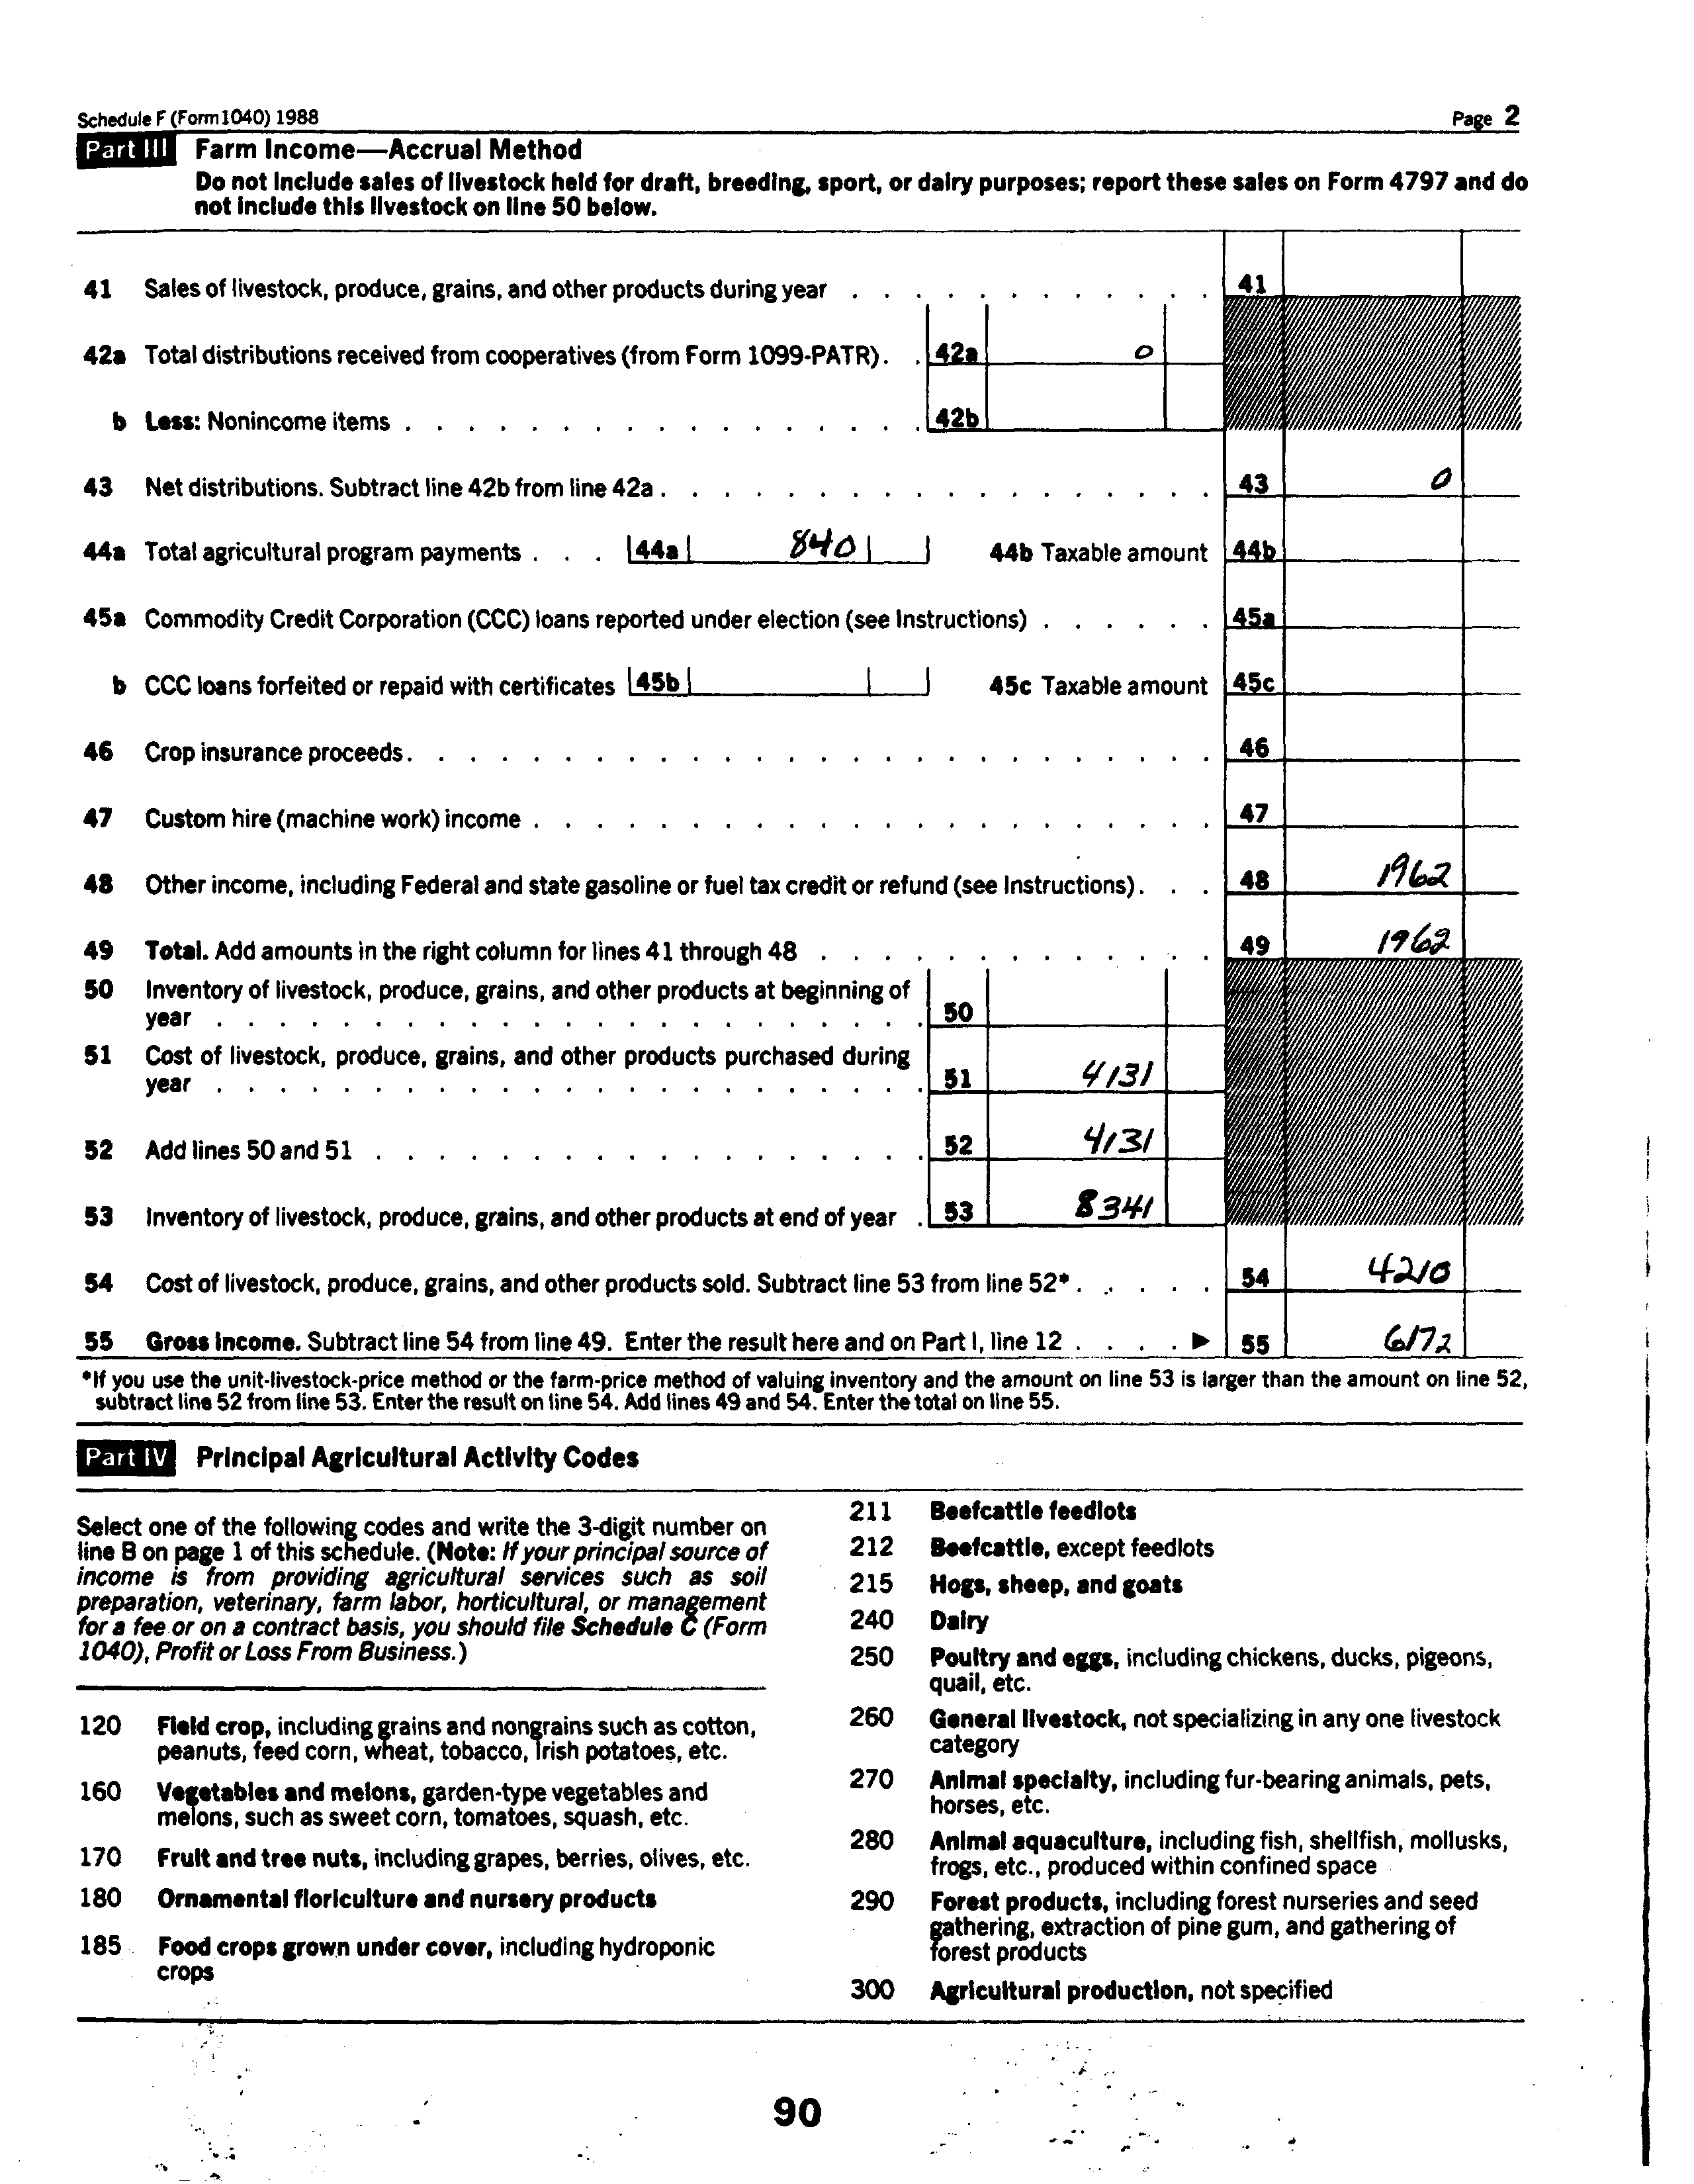 Schedule F (Form 1040) 1988 Page 2
Part III Farm Income—Accrual Method
Do not include sales of livestock held for draft, breeding, sport, or dairy purposes; report these sales on Form 4797 and do
not include this livestock on line 50 below.
41 Sales of livestock, produce, grains, and other products during year . . . . . . . . . . . . 41
42a Total distributions received from cooperatives (from Form 1099-PATR). . 42a 0
b Less: Nonincome items . . . . . . . . . . . . . . . . . 42b
43 Net distributions. Subtract line 42b from line 42a . . . . . . . . . . . . . . . . . . 43 0
44a Total agricultural program payments . . . 44a 840 44b Taxable amount 44b
45a Commodity Credit Corporation (CCC) loans reported under election (see Instructions) . . . . . . 45a
b CCC loans forfeited or repaid with certificates 45b 45c Taxable amount 45c
46 Crop insurance proceeds. . . . . . . . . . . . . . . . . . . . . . . . . . 46
47 Custom hire (machine work) income . . . . . . . . . . . . . . . . . . . . . . 47
48 Other income, including Federal and state gasoline or fuel tax credit or refund (see Instructions). . . 48 1962
49 Total. Add amounts in the right column for lines 41 through 48 . . . . . . . . . . . . . 49 1962
50 Inventory of livestock, produce, grains, and other products at beginning of
year . . . . . . . . . . . . . . . . . . . . . . . 50
51 Cost of livestock, produce, grains, and other products purchased during
year . . . . . . . . . . . . . . . . . . . . . . . 51 4131
52 Add lines 50 and 51 . . . . . . . . . . . . . . . . . . 52 4131
53 Inventory of livestock, produce, grains, and other products at end of year . 53 8341
54 Cost of livestock, produce, grains, and other products sold. Subtract line 53 from line 52* . . . . . 54 4210
55 Gross income. Subtract line 54 from line 49. Enter the result here and on Part I, line 12 . . . . ▶ 55 6172
*If you use the unit-livestock-price method or the farm-price method of valuing inventory and the amount on line 53 is larger than the amount on line 52,
subtract line 52 from line 53. Enter the result on line 54. Add lines 49 and 54. Enter the total on line 55.
Part IV Principal Agricultural Activity Codes
Select one of the following codes and write the 3-digit number on
line B on page 1 of this schedule. (Note: If your principal source of
income is from providing agricultural services such as soil
preparation, veterinary, farm labor, horticultural, or management
for a fee or on a contract basis, you should file Schedule C (Form
1040), Profit or Loss From Business.)
120 Field crop, including grains and nongrains such as cotton,
peanuts, feed corn, wheat, tobacco, Irish potatoes, etc.
160 Vegetables and melons, garden-type vegetables and
melons, such as sweet corn, tomatoes, squash, etc.
170 Fruit and tree nuts, including grapes, berries, olives, etc.
180 Ornamental floriculture and nursery products
185 Food crops grown under cover, including hydroponic
crops
211 Beefcattle feedlots
212 Beefcattle, except feedlots
215 Hogs, sheep, and goats
240 Dairy
250 Poultry and eggs, including chickens, ducks, pigeons,
quail, etc.
260 General livestock, not specializing in any one livestock
category
270 Animal specialty, including fur-bearing animals, pets,
horses, etc.
280 Animal aquaculture, including fish, shellfish, mollusks,
frogs, etc., produced within confined space
290 Forest products, including forest nurseries and seed
gathering, extraction of pine gum, and gathering of
forest products
300 Agricultural production, not specified
90